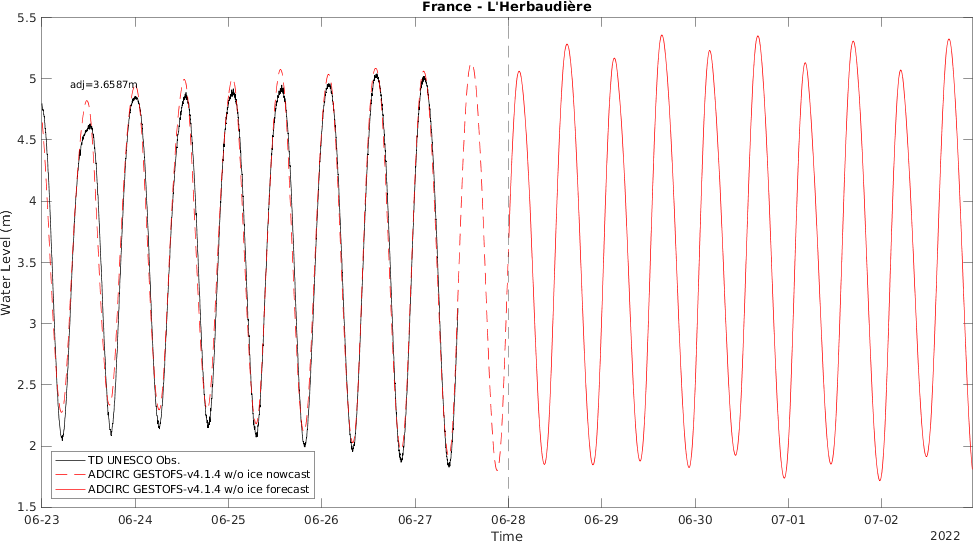 France - L'Herbaudière
5.5
5
4.5
4
3.5
3
2.5
2
1.5
Water Level (m)
adj=3.6587m
TD UNESCO Obs.
ADCIRC GESTOFS-v4.1.4 w/o ice nowcast
ADCIRC GESTOFS-v4.1.4 w/o ice forecast
06-23 06-24 06-25 06-26 06-27 06-28 06-29 06-30 07-01 07-02
Time
2022